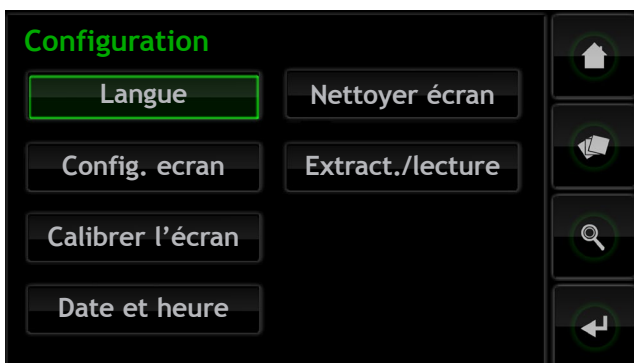 Configuration
Langue
Nettoyer écran
Config. ecran
Extract./lecture
Calibrer l’écran
Date et heure